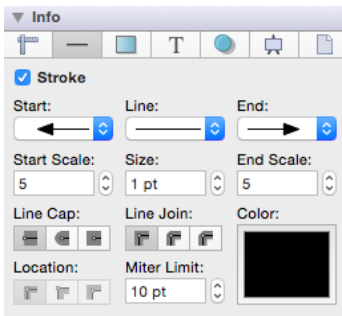 Info
T
Stroke
Start: Line: End:
Start Scale: Size: End Scale:
5 1 pt 5
Line Cap: Line Join: Color:
Location: Miter Limit:
10 pt